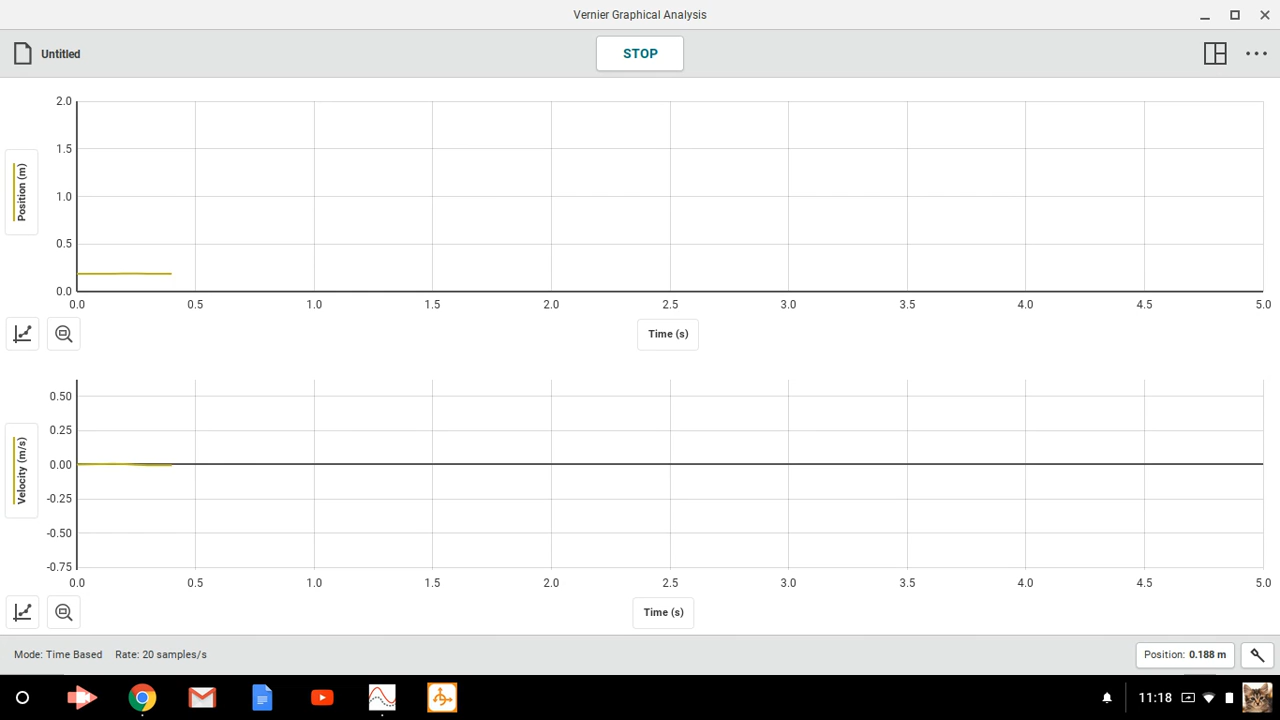 Vernier Graphical Analysis
Untitled
STOP
2.0
1.5
1.0
0.5
0.0
Position (m)
0.0 0.5 1.0 1.5 2.0 2.5 3.0 3.5 4.0 4.5 5.0
Time (s)
0.50
0.25
0.00
-0.25
-0.50
-0.75
Velocity (m/s)
0.0 0.5 1.0 1.5 2.0 2.5 3.0 3.5 4.0 4.5 5.0
Time (s)
Mode: Time Based Rate: 20 samples/s
Position: 0.188 m
11:18